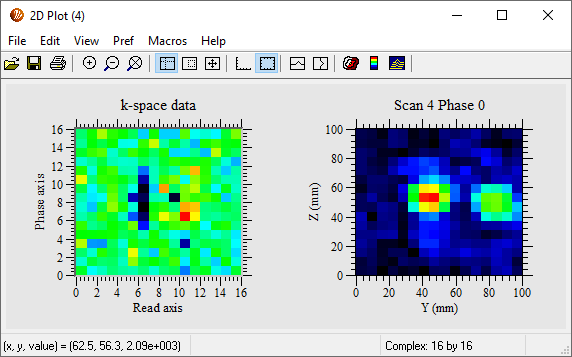 2D Plot (4)
File Edit View Pref Macros Help
k-space data
Scan 4 Phase 0
16
14
12
10
8
6
4
2
0
Phase axis
0 2 4 6 8 10 12 14 16
Read axis
100
80
60
40
20
0
Z (mm)
0 20 40 60 80 100
Y (mm)
(x, y, value) = (62.5, 56.3, 2.09e+003)
Complex: 16 by 16